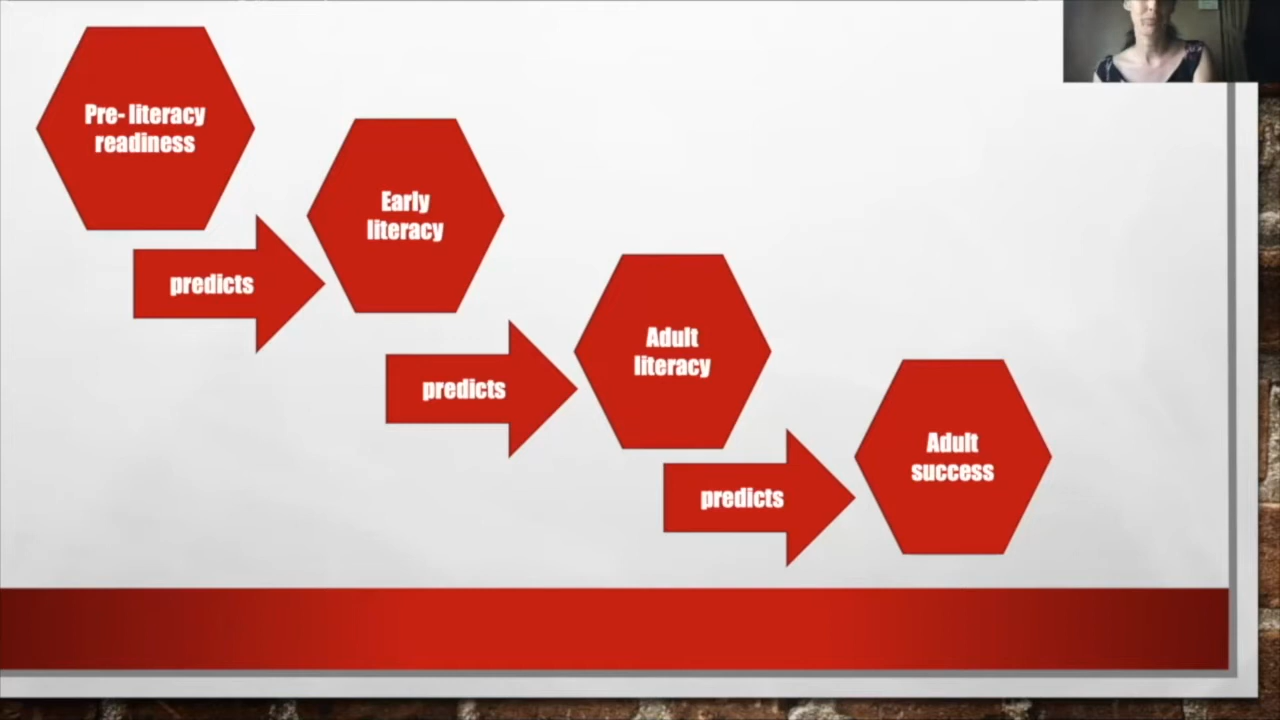 Pre- literacy
readiness
predicts
Early
literacy
predicts
Adult
literacy
predicts
Adult
success